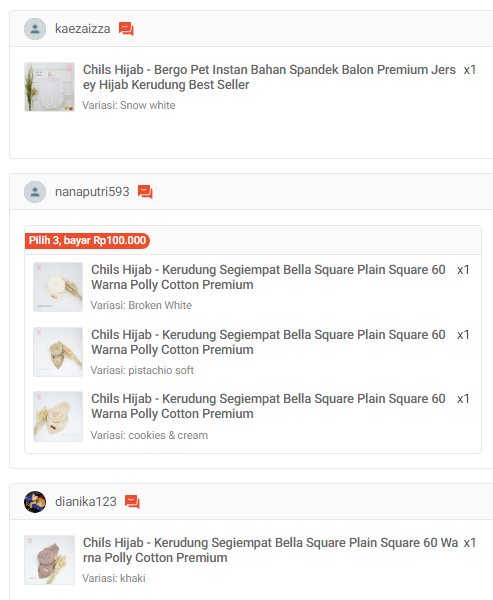 kaezaizza
Chils Hijab - Bergo Pet Instan Bahan Spandek Balon Premium Jers x1
ey Hijab Kerudung Best Seller
Variasi: Snow white
nanaputri593
Pilih 3, bayar Rp100.000
Chils Hijab - Kerudung Segiempat Bella Square Plain Square 60 x1
Warna Polly Cotton Premium
Variasi: Broken White
Chils Hijab - Kerudung Segiempat Bella Square Plain Square 60 x1
Warna Polly Cotton Premium
Variasi: pistachio soft
Chils Hijab - Kerudung Segiempat Bella Square Plain Square 60 x1
Warna Polly Cotton Premium
Variasi: cookies & cream
dianika123
Chils Hijab - Kerudung Segiempat Bella Square Plain Square 60 Wa x1
rna Polly Cotton Premium
Variasi: khaki